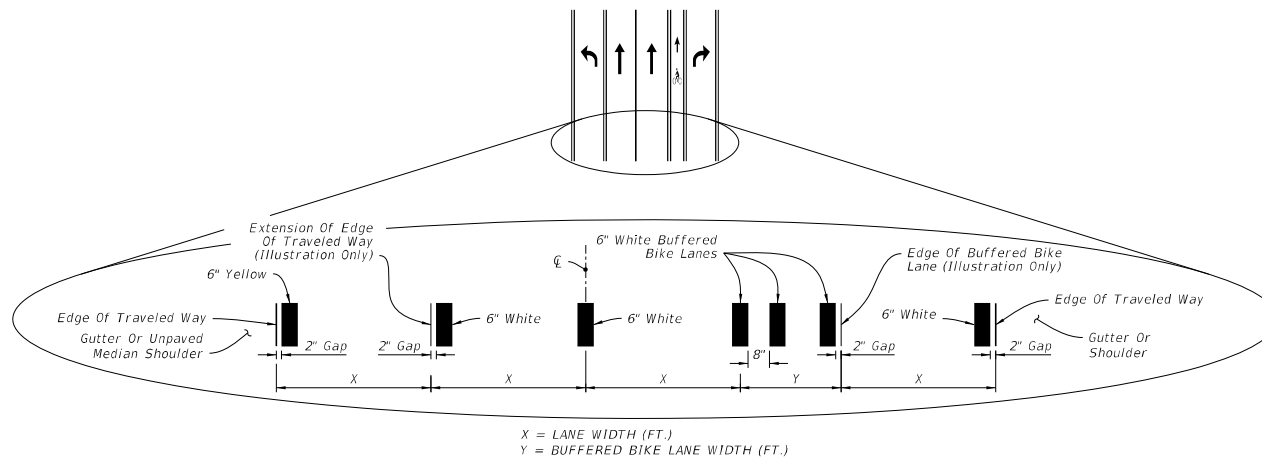 Extension Of Edge
Of Traveled Way
(Illustration Only)
6" Yellow
Edge Of Traveled Way
Gutter Or Unpaved
Median Shoulder
2" Gap
2" Gap
6" White
℄
6" White
6" White Buffered
Bike Lanes
8"
Edge Of Buffered Bike
Lane (Illustration Only)
2" Gap
6" White
Edge Of Traveled Way
Gutter Or
Shoulder
2" Gap
X
X
X
Y
X
X = LANE WIDTH (FT.)
Y = BUFFERED BIKE LANE WIDTH (FT.)